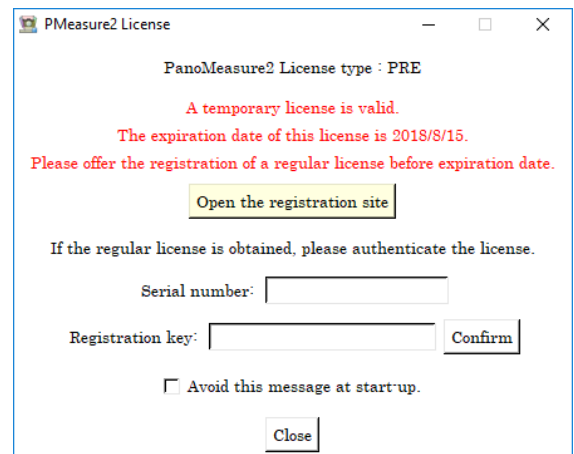 PMeasure2 License
PanoMeasure2 License type : PRE
A temporary license is valid.
The expiration date of this license is 2018/8/15.
Please offer the registration of a regular license before expiration date.
Open the registration site
If the regular license is obtained, please authenticate the license.
Serial number:
Registration key:
Confirm
Avoid this message at start-up.
Close